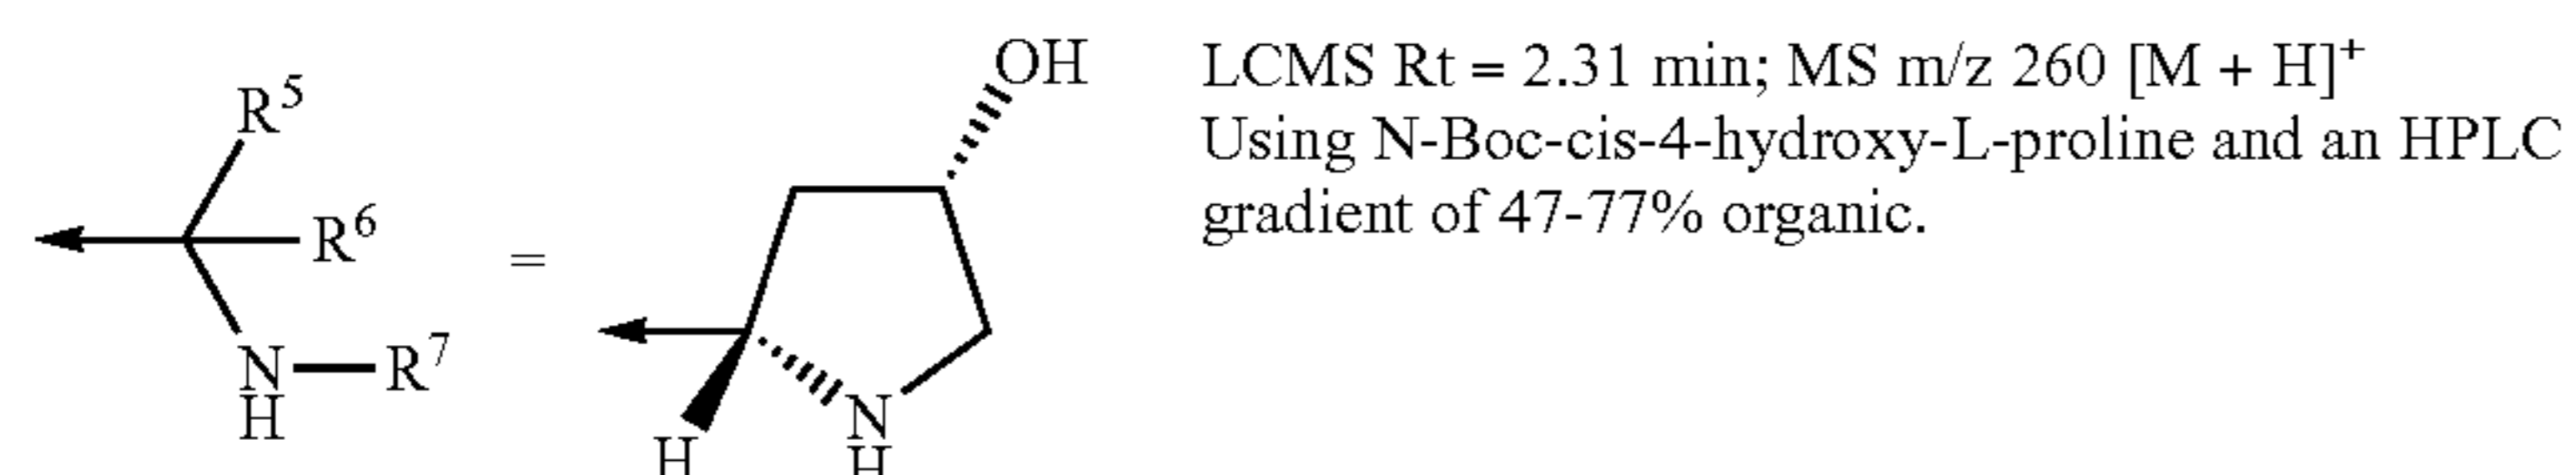 R⁵
R⁶
N—R⁷
H
=
OH
H
N
H
LCMS Rt = 2.31 min; MS m/z 260 [M + H]⁺
Using N-Boc-cis-4-hydroxy-L-proline and an HPLC
gradient of 47-77% organic.